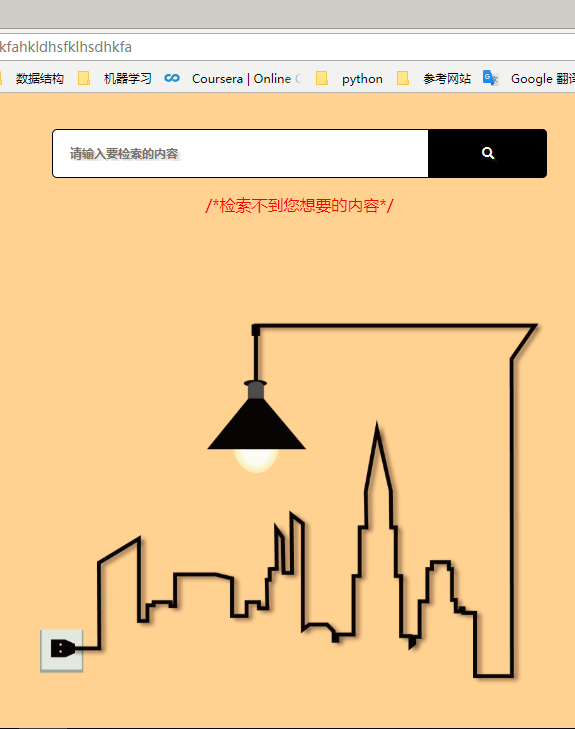 kfahkldhsfklhsdhkfa
数据结构 机器学习 Coursera | Online C python 参考网站 Google 翻译
请输入要检索的内容
/*检索不到您想要的内容*/